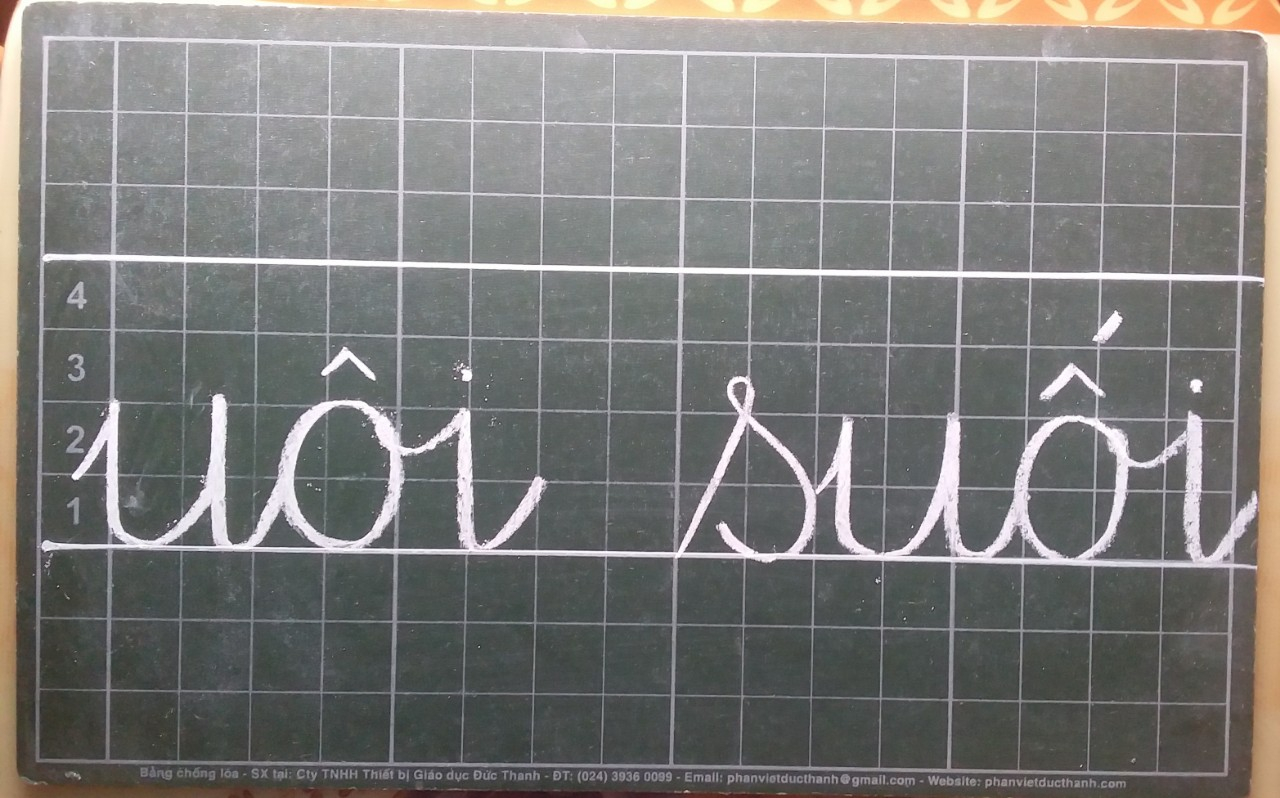 4
3
2
1
uôi suối
Bảng chống lóa - SX tại: Cty TNHH Thiết bị Giáo dục Đức Thanh - ĐT: (024) 3936 0099 - Email: phanvietducthanh@gmail.com - Website: phanvietducthanh.com